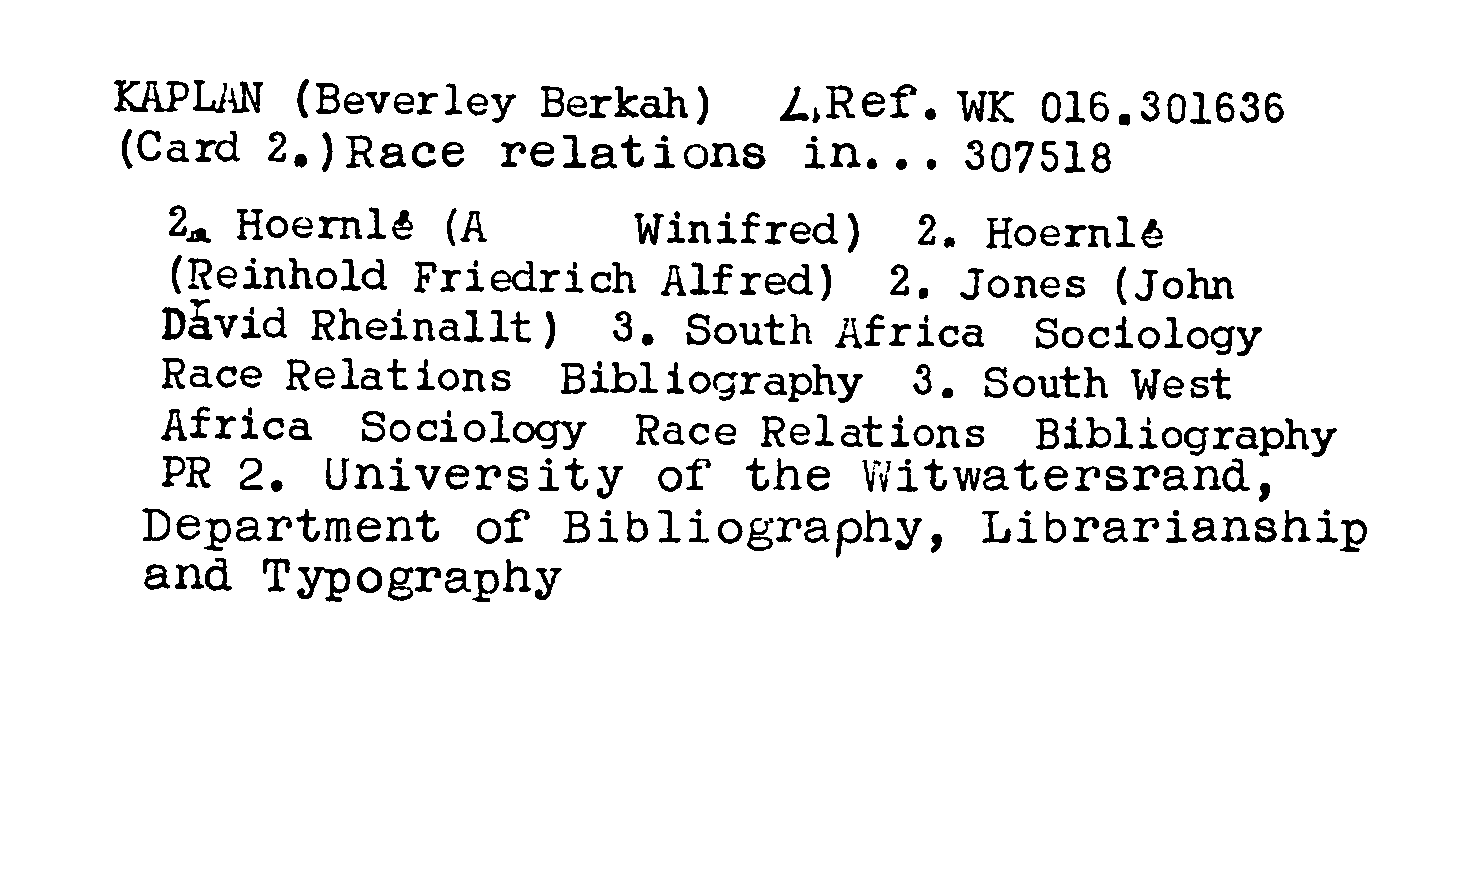 KAPLAN (Beverley Berkah) L,Ref. WK 016.301636
(Card 2.)Race relations in... 307518
2. Hoernlé (A Winifred) 2. Hoernlé
(Reinhold Friedrich Alfred) 2. Jones (John
David Rheinallt) 3. South Africa Sociology
Race Relations Bibliography 3. South West
Africa Sociology Race Relations Bibliography
PR 2. University of the Witwatersrand,
Department of Bibliography, Librarianship
and Typography